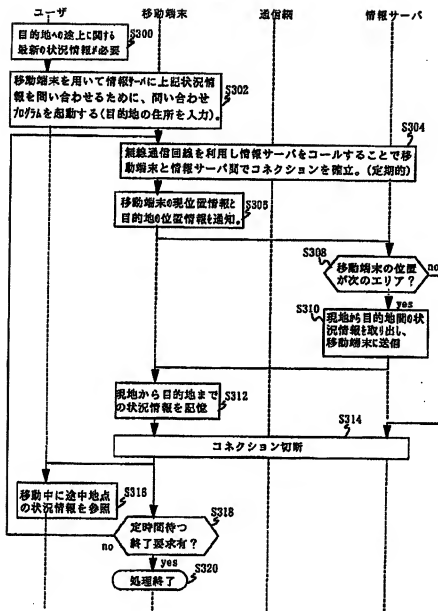 ユーザ
移動端末
通信網
情報サーバ
目的地への途上に関する
最新の状況情報が必要
S300
移動端末を用いて情報サーバに上記状況情
報を問い合わせるために、問い合わせ
プログラムを起動する(目的地の住所を入力)。
S302
無線通信回線を利用し情報サーバをコールすることで移
動端末と情報サーバ間でコネクションを確立。(定期的)
S304
移動端末の現位置情報と
目的地の位置情報を通知。
S306
S308
移動端末の位置
が次のエリア?
no
yes
S310
現地から目的地間の状
況情報を取り出し、
移動端末に送信
現地から目的地まで
の状況情報を記憶
S312
S314
コネクション切断
S316
移動中に途中地点
の状況情報を参照
S318
定時間待つ
終了要求有?
no
yes
S320
処理終了